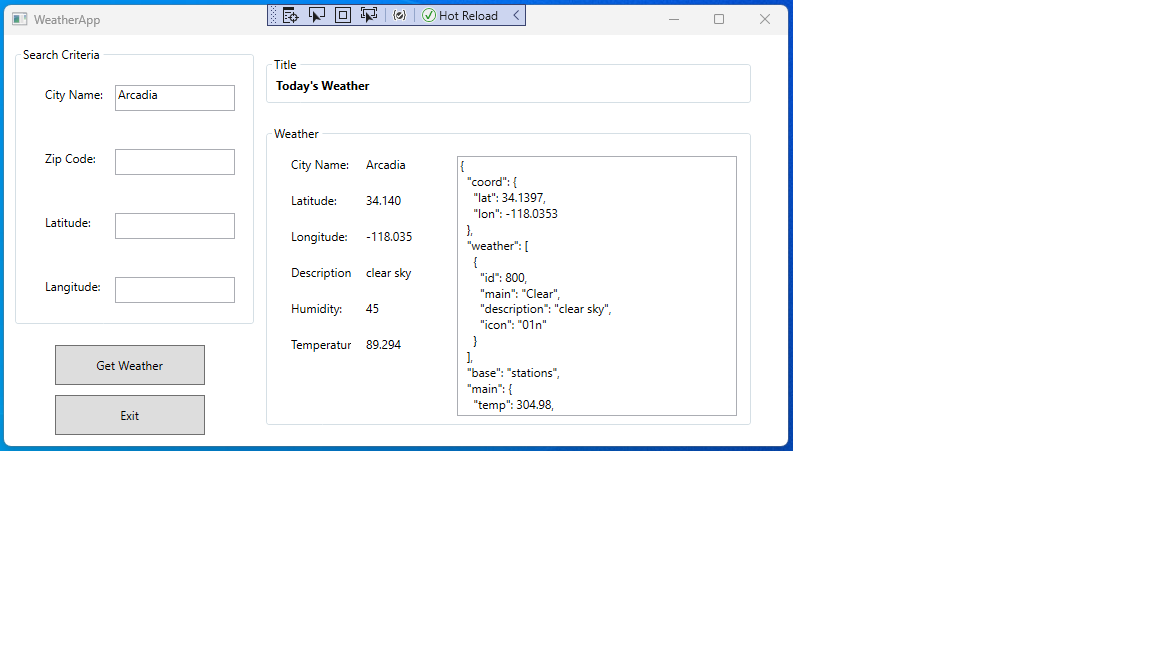 WeatherApp
Hot Reload
Search Criteria
City Name: Arcadia
Zip Code:
Latitude:
Langitude:
Get Weather
Exit
Title
Today's Weather
Weather
City Name: Arcadia
Latitude: 34.140
Longitude: -118.035
Description clear sky
Humidity: 45
Temperatur 89.294
{
"coord": {
"lat": 34.1397,
"lon": -118.0353
},
"weather": [
{
"id": 800,
"main": "Clear",
"description": "clear sky",
"icon": "01n"
}
],
"base": "stations",
"main": {
"temp": 304.98,